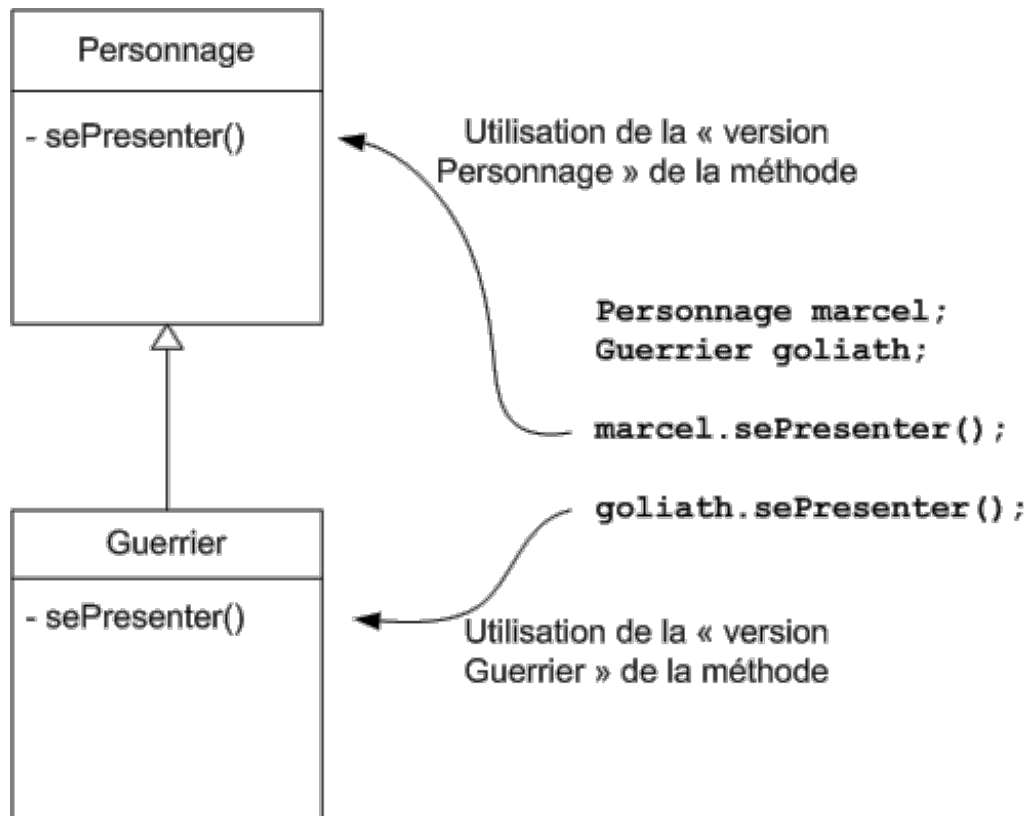 Personnage
- sePresenter()
Utilisation de la « version
Personnage » de la méthode
Personnage marcel;
Guerrier goliath;
marcel.sePresenter();
goliath.sePresenter();
Guerrier
- sePresenter()
Utilisation de la « version
Guerrier » de la méthode